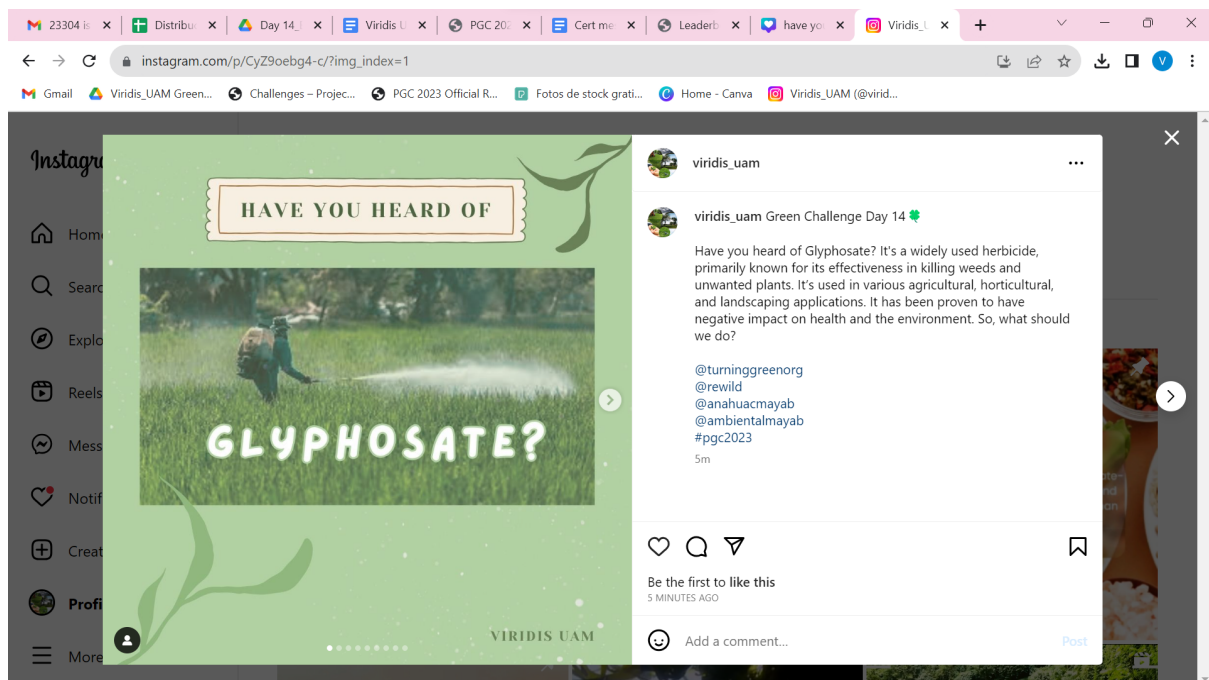 23304 is
Distribu
Day 14_
Viridis U
PGC 202
Cert me
Leaderb
have yo
Viridis_U
instagram.com/p/CyZ9oebg4-c/?img_index=1
V
Gmail
Viridis_UAM Green...
Challenges – Projec...
PGC 2023 Official R...
Fotos de stock grati...
Home - Canva
Viridis_UAM (@virid...
Instagra
Home
Searc
Explo
Reels
Mess
Notif
Creat
Profi
More
HAVE YOU HEARD OF
GLYPHOSATE?
VIRIDIS UAM
viridis_uam
viridis_uam Green Challenge Day 14
Have you heard of Glyphosate? It's a widely used herbicide,
primarily known for its effectiveness in killing weeds and
unwanted plants. It's used in various agricultural, horticultural,
and landscaping applications. It has been proven to have
negative impact on health and the environment. So, what should
we do?
@turninggreenorg
@rewild
@anahuacmayab
@ambientalmayab
#pgc2023
5m
Be the first to like this
5 MINUTES AGO
Add a comment...
Post